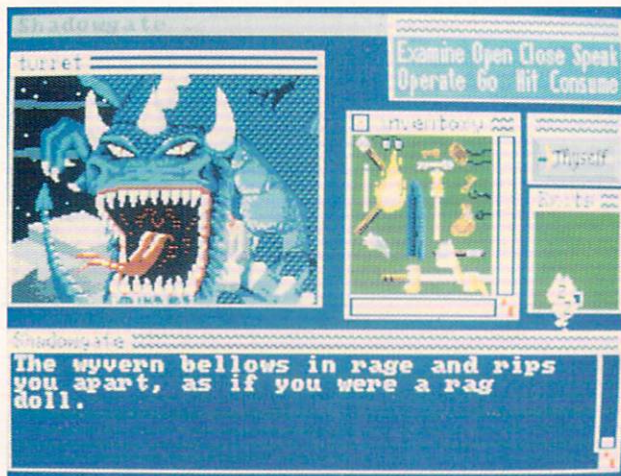 Shadowgate
Examine Open Close Speak
Operate Go Hit Consume
turret
inventory
Thyself
Shadowgate
The wyvern bellows in rage and rips
you apart, as if you were a rag
doll.